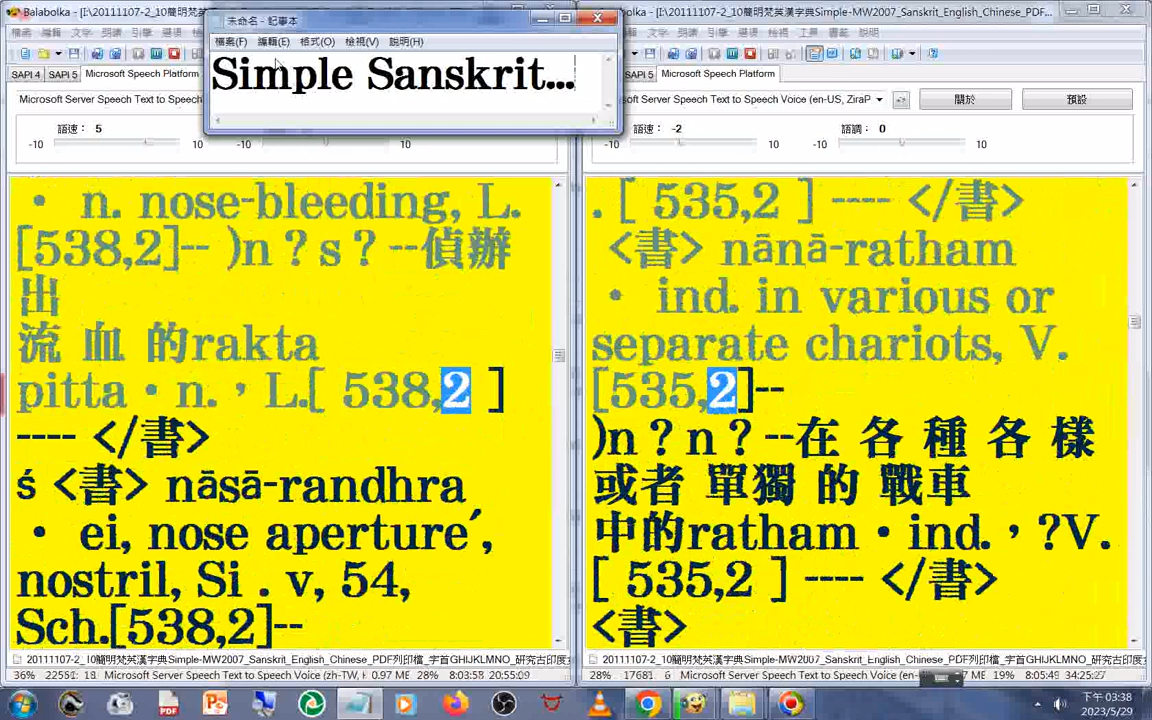 Balabolka - [I:\20111107-2_10簡明梵英漢字
未命名 - 記事本
olka - [I:\20111107-2_10簡明梵英漢字典Simple-MW2007_Sanskrit_English_Chinese_PDF...
檔案(F) 編輯(E) 格式(O) 檢視(V) 說明(H)
Simple Sanskrit...
SAPI 4 SAPI 5 Microsoft Speech Platform
SAPI 5 Microsoft Speech Platform
Microsoft Server Speech Text to Speech
Microsoft Server Speech Text to Speech Voice (en-US, ZiraP
關於
預設
語速： 5
語速： -2
語調： 0
-10 -10 10
-10 10 -10 10
• n. nose-bleeding, L.
[538,2]-- )n ? s ? --偵辦
出
流 血 的rakta
pitta • n. ， L.[ 538,2 ]
---- </書>
ś <書> nāsā-randhra
• ei, nose aperture´,
nostril, Si . v, 54,
Sch.[538,2]--
. [ 535,2 ] ---- </書>
<書> nānā-ratham
• ind. in various or
separate chariots, V.
[535,2]--
)n ? n ? --在 各 種 各 樣
或者 單獨 的 戰車
中的ratham • ind. ， ?V.
[ 535,2 ] ---- </書>
<書>
20111107-2_10簡明梵英漢字典Simple-MW2007_Sanskrit_English_Chinese_PDF列印檔_字首GHIJKLMNO_研究古印度
20111107-2_10簡明梵英漢字典Simple-MW2007_Sanskrit_English_Chinese_PDF列印檔_字首GHIJKLMNO_研究古印度
36% Microsoft Server Speech Text to Speech Voice (zh-TW, 0.97 ME 28% 8:03:58 20:55:09
28% 17681 Microsoft Server Speech Text to Speech Voice (en-US, 19% 8:05:49 34:25:27
下午 03:38
2023/5/29